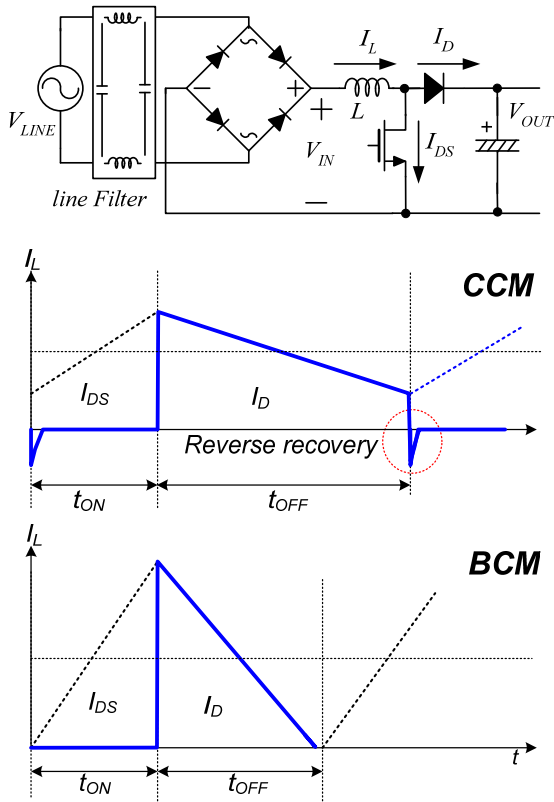 I_L I_D
V_LINE
L
V_IN
I_DS
V_OUT
line Filter
+
−
+
−
+
I_L
CCM
I_DS I_D
Reverse recovery
t_ON t_OFF
I_L
BCM
I_DS I_D
t
t_ON t_OFF